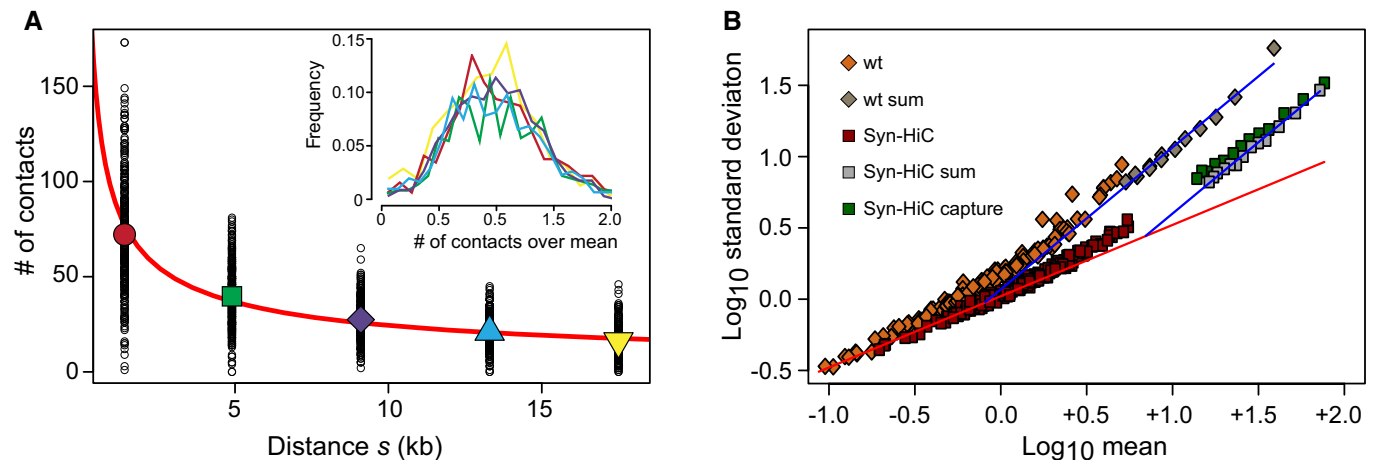 A
# of contacts
150
100
50
0
5
10
15
Distance s (kb)
Frequency
0.15
0.10
0.05
0
0
0.5
0.5
1.5
2.0
# of contacts over mean
B
Log10 standard deviaton
1.5
1.0
0.5
0.0
-0.5
-1.0
-0.5
0.0
+0.5
+1.0
+1.5
+2.0
Log10 mean
wt
wt sum
Syn-HiC
Syn-HiC sum
Syn-HiC capture